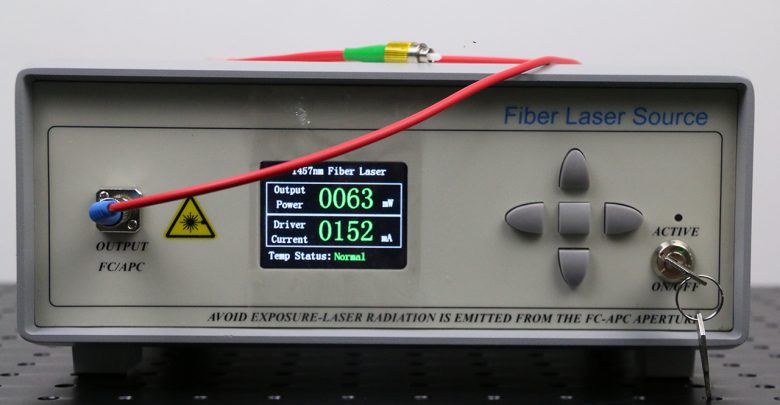 Fiber Laser Source
1457nm Fiber Laser
Output
Power 0063 mW
Driver
Current 0152 mA
Temp Status: Normal
OUTPUT
FC/APC
ACTIVE
ON/OFF
AVOID EXPOSURE-LASER RADIATION IS EMITTED FROM THE FC-APC APERTURE